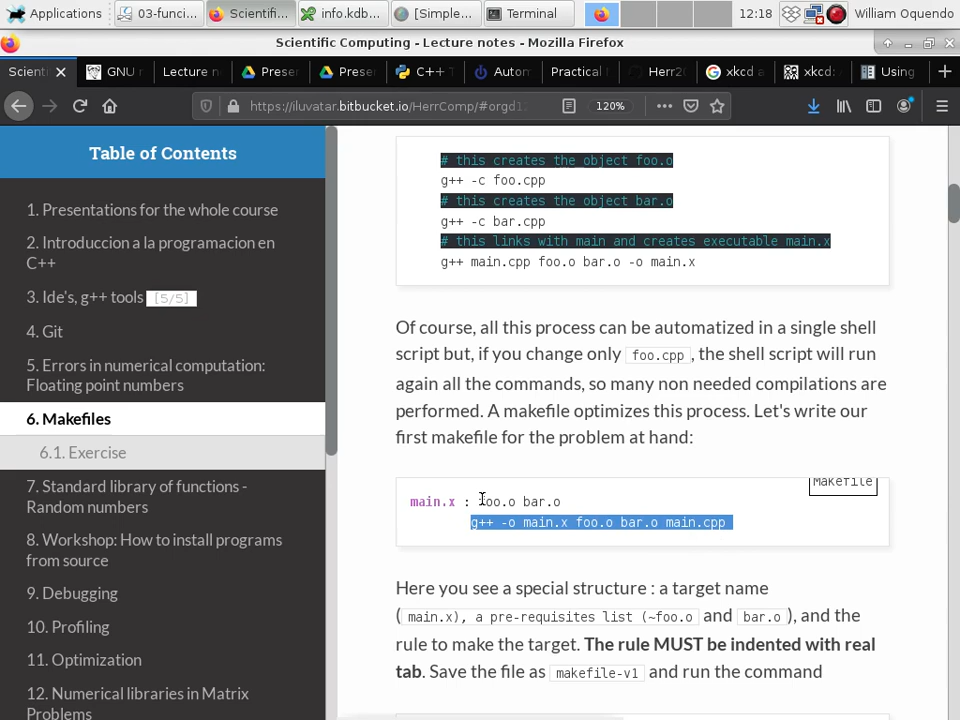 Applications
03-funci...
Scientifi...
info.kdb...
[Simple...
Terminal
12:18
William Oquendo
Scientific Computing - Lecture notes - Mozilla Firefox
Scient
GNU
Lecture n
Prese
Prese
C++ T
Autom
Practical
Herr20
xkcd a
xkcd:
Using
https://iluvatar.bitbucket.io/HerrComp/#orgd1
120%
Table of Contents
1. Presentations for the whole course
2. Introduccion a la programacion en
C++
3. Ide's, g++ tools [5/5]
4. Git
5. Errors in numerical computation:
Floating point numbers
6. Makefiles
6.1. Exercise
7. Standard library of functions -
Random numbers
8. Workshop: How to install programs
from source
9. Debugging
10. Profiling
11. Optimization
12. Numerical libraries in Matrix
Problems
# this creates the object foo.o
g++ -c foo.cpp
# this creates the object bar.o
g++ -c bar.cpp
# this links with main and creates executable main.x
g++ main.cpp foo.o bar.o -o main.x
Of course, all this process can be automatized in a single shell
script but, if you change only foo.cpp, the shell script will run
again all the commands, so many non needed compilations are
performed. A makefile optimizes this process. Let's write our
first makefile for the problem at hand:
Makefile
main.x : foo.o bar.o
g++ -o main.x foo.o bar.o main.cpp
Here you see a special structure : a target name
(main.x), a pre-requisites list (~foo.o and bar.o), and the
rule to make the target. The rule MUST be indented with real
tab. Save the file as makefile-v1 and run the command